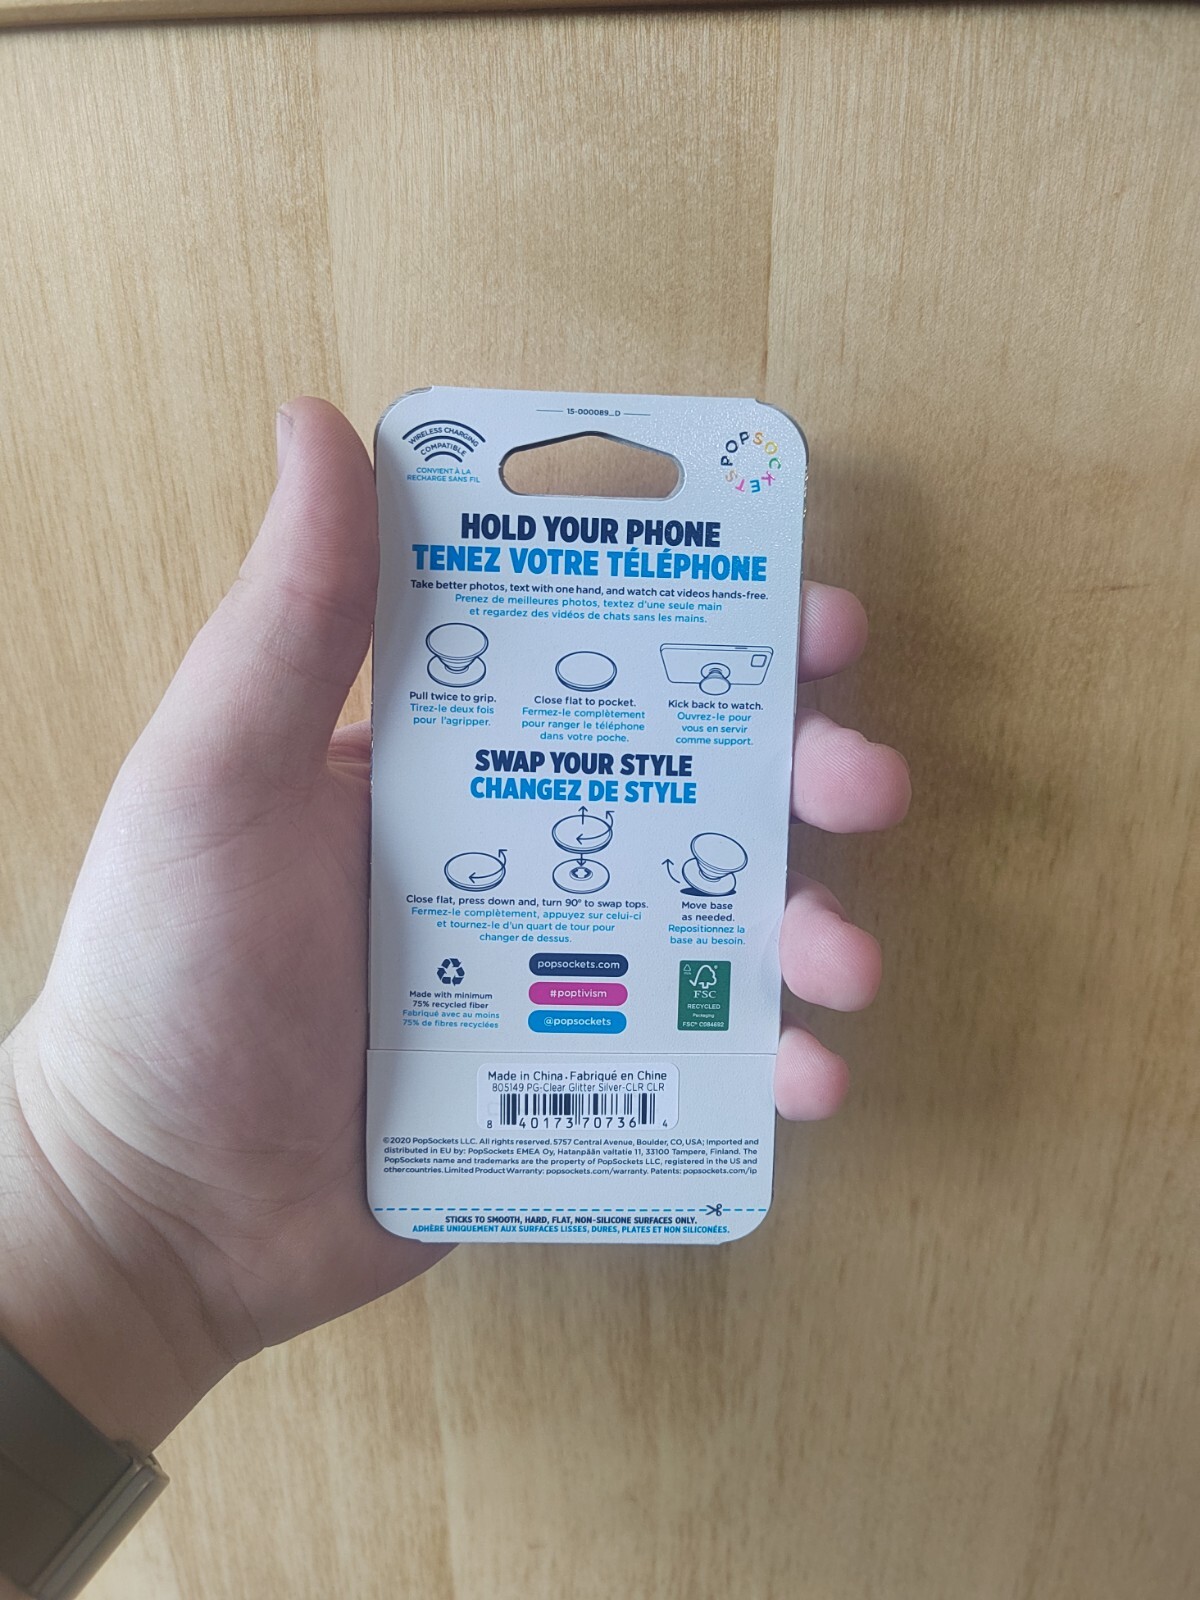 15-000089_D
WIRELESS CHARGING
COMPATIBLE
CONVIENT À LA
RECHARGE SANS FIL
POPSOCKETS
HOLD YOUR PHONE
TENEZ VOTRE TÉLÉPHONE
Take better photos, text with one hand, and watch cat videos hands-free.
Prenez de meilleures photos, textez d'une seule main
et regardez des vidéos de chats sans les mains.
Pull twice to grip.
Tirez-le deux fois
pour l'agripper.
Close flat to pocket.
Fermez-le complètement
pour ranger le téléphone
dans votre poche.
Kick back to watch.
Ouvrez-le pour
vous en servir
comme support.
SWAP YOUR STYLE
CHANGEZ DE STYLE
Close flat, press down and, turn 90° to swap tops.
Fermez-le complètement, appuyez sur celui-ci
et tournez-le d'un quart de tour pour
changer de dessus.
Move base
as needed.
Repositionnez la
base au besoin.
Made with minimum
75% recycled fiber
Fabriqué avec au moins
75% de fibres recyclées
popsockets.com
#poptivism
@popsockets
FSC
RECYCLED
Packaging
FSC® C084692
Made in China • Fabriqué en Chine
805149 PG-Clear Glitter Silver-CLR CLR
8 40173 70736 4
©2020 PopSockets LLC. All rights reserved. 5757 Central Avenue, Boulder, CO, USA; Imported and
distributed in EU by: PopSockets EMEA Oy, Hatanpään valtatie 11, 33100 Tampere, Finland. The
PopSockets name and trademarks are the property of PopSockets LLC, registered in the US and
other countries. Limited Product Warranty: popsockets.com/warranty. Patents: popsockets.com/ip
STICKS TO SMOOTH, HARD, FLAT, NON-SILICONE SURFACES ONLY.
ADHÈRE UNIQUEMENT AUX SURFACES LISSES, DURES, PLATES ET NON SILICONÉES.